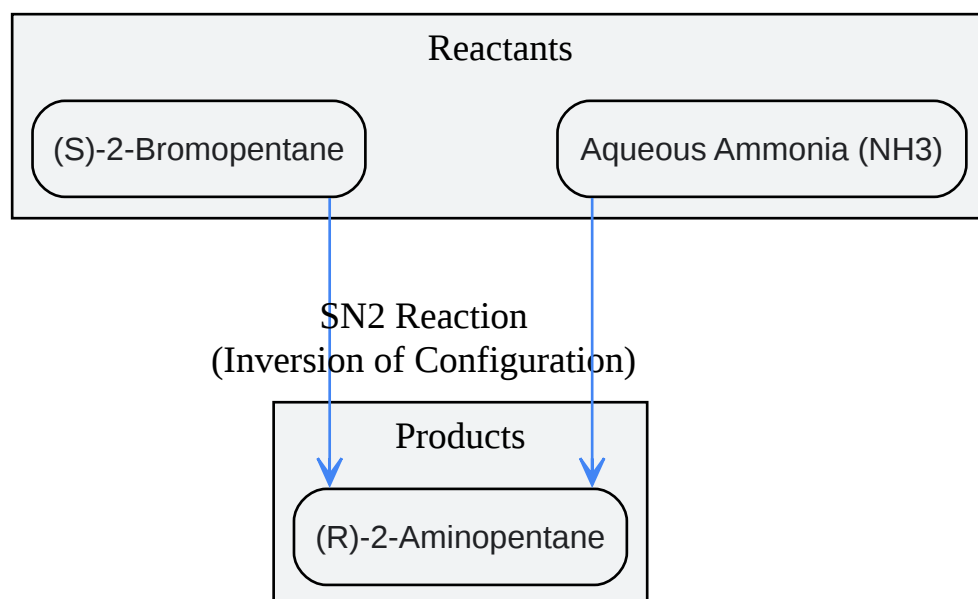 Reactants
(S)-2-Bromopentane
Aqueous Ammonia (NH3)
SN2 Reaction
(Inversion of Configuration)
Products
(R)-2-Aminopentane